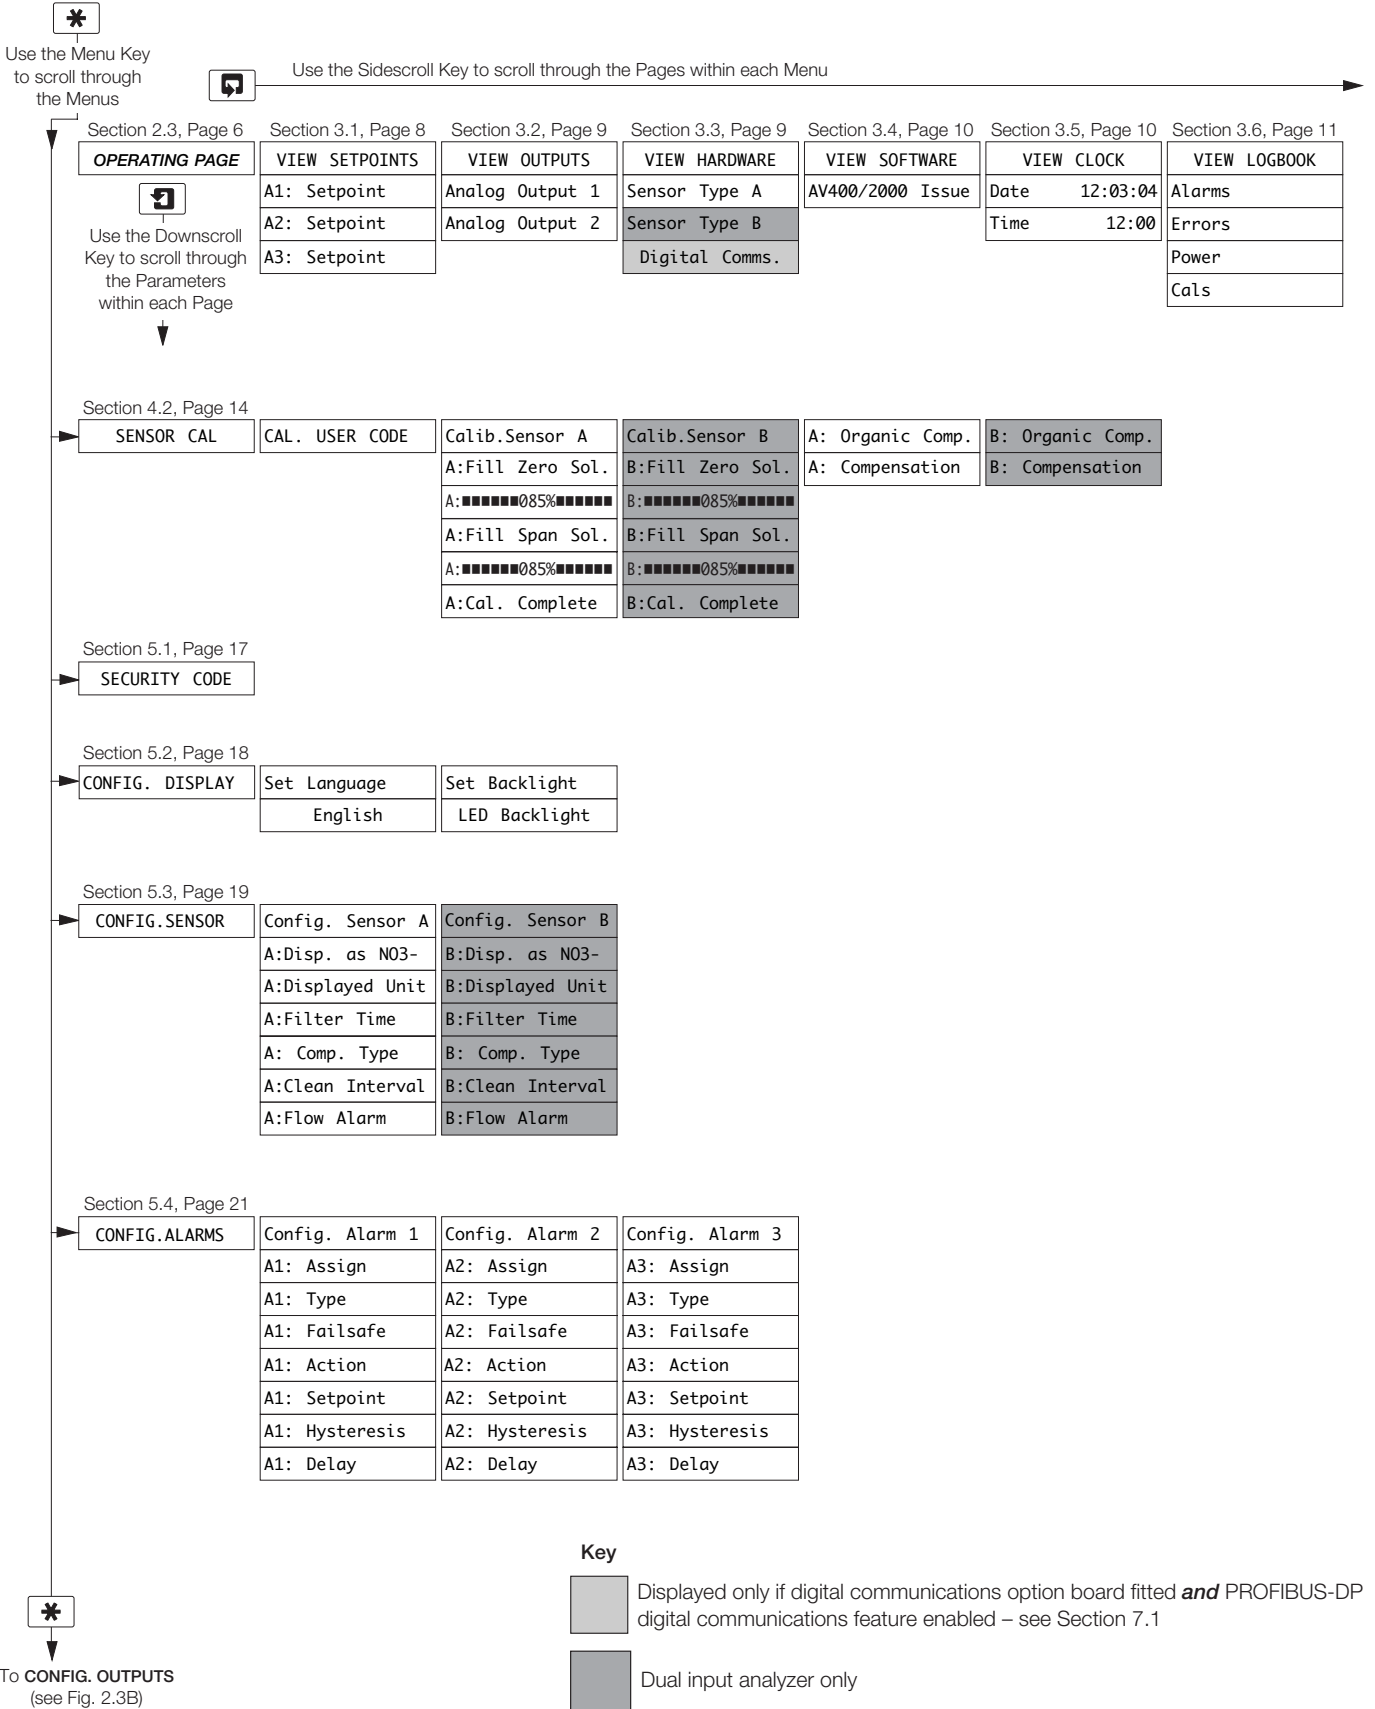 Use the Menu Key
to scroll through
the Menus
Use the Sidescroll Key to scroll through the Pages within each Menu
Section 2.3, Page 6 Section 3.1, Page 8 Section 3.2, Page 9 Section 3.3, Page 9 Section 3.4, Page 10 Section 3.5, Page 10 Section 3.6, Page 11
OPERATING PAGE VIEW SETPOINTS VIEW OUTPUTS VIEW HARDWARE VIEW SOFTWARE VIEW CLOCK VIEW LOGBOOK
A1: Setpoint Analog Output 1 Sensor Type A AV400/2000 Issue Date 12:03:04 Alarms
A2: Setpoint Analog Output 2 Sensor Type B Time 12:00 Errors
A3: Setpoint Digital Comms. Power
Cals
Use the Downscroll
Key to scroll through
the Parameters
within each Page
Section 4.2, Page 14
SENSOR CAL CAL. USER CODE Calib.Sensor A Calib.Sensor B A: Organic Comp. B: Organic Comp.
A:Fill Zero Sol. B:Fill Zero Sol. A: Compensation B: Compensation
A:■■■■■■085%■■■■■■ B:■■■■■■085%■■■■■■
A:Fill Span Sol. B:Fill Span Sol.
A:■■■■■■085%■■■■■■ B:■■■■■■085%■■■■■■
A:Cal. Complete B:Cal. Complete
Section 5.1, Page 17
SECURITY CODE
Section 5.2, Page 18
CONFIG. DISPLAY Set Language Set Backlight
English LED Backlight
Section 5.3, Page 19
CONFIG.SENSOR Config. Sensor A Config. Sensor B
A:Disp. as NO3- B:Disp. as NO3-
A:Displayed Unit B:Displayed Unit
A:Filter Time B:Filter Time
A: Comp. Type B: Comp. Type
A:Clean Interval B:Clean Interval
A:Flow Alarm B:Flow Alarm
Section 5.4, Page 21
CONFIG.ALARMS Config. Alarm 1 Config. Alarm 2 Config. Alarm 3
A1: Assign A2: Assign A3: Assign
A1: Type A2: Type A3: Type
A1: Failsafe A2: Failsafe A3: Failsafe
A1: Action A2: Action A3: Action
A1: Setpoint A2: Setpoint A3: Setpoint
A1: Hysteresis A2: Hysteresis A3: Hysteresis
A1: Delay A2: Delay A3: Delay
Key
Displayed only if digital communications option board fitted and PROFIBUS-DP
digital communications feature enabled – see Section 7.1
Dual input analyzer only
To CONFIG. OUTPUTS
(see Fig. 2.3B)